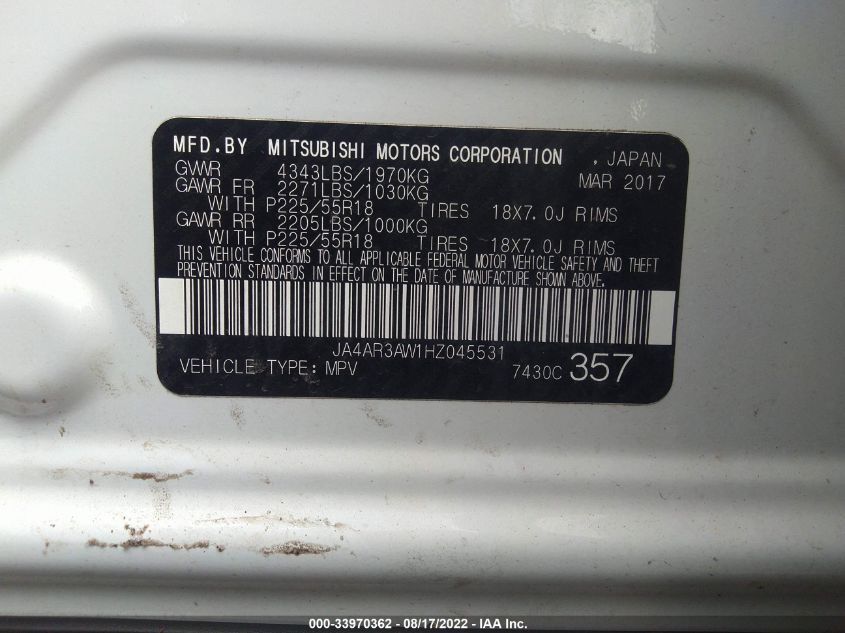 MFD.BY MITSUBISHI MOTORS CORPORATION , JAPAN
GWWR 4343LBS/1970KG MAR 2017
GAWR FR 2271LBS/1030KG
WITH P225/55R18 TIRES 18X7.0J RIMS
GAWR RR 2205LBS/1000KG
WITH P225/55R18 TIRES 18X7.0J RIMS
THIS VEHICLE CONFORMS TO ALL APPLICABLE FEDERAL MOTOR VEHICLE SAFETY AND THEFT
PREVENTION STANDARDS IN EFFECT ON THE DATE OF MANUFACTURE SHOWN ABOVE.
JA4AR3AW1HZ045531
VEHICLE TYPE: MPV 7430C 357
000-33970362 - 08/17/2022 - IAA Inc.